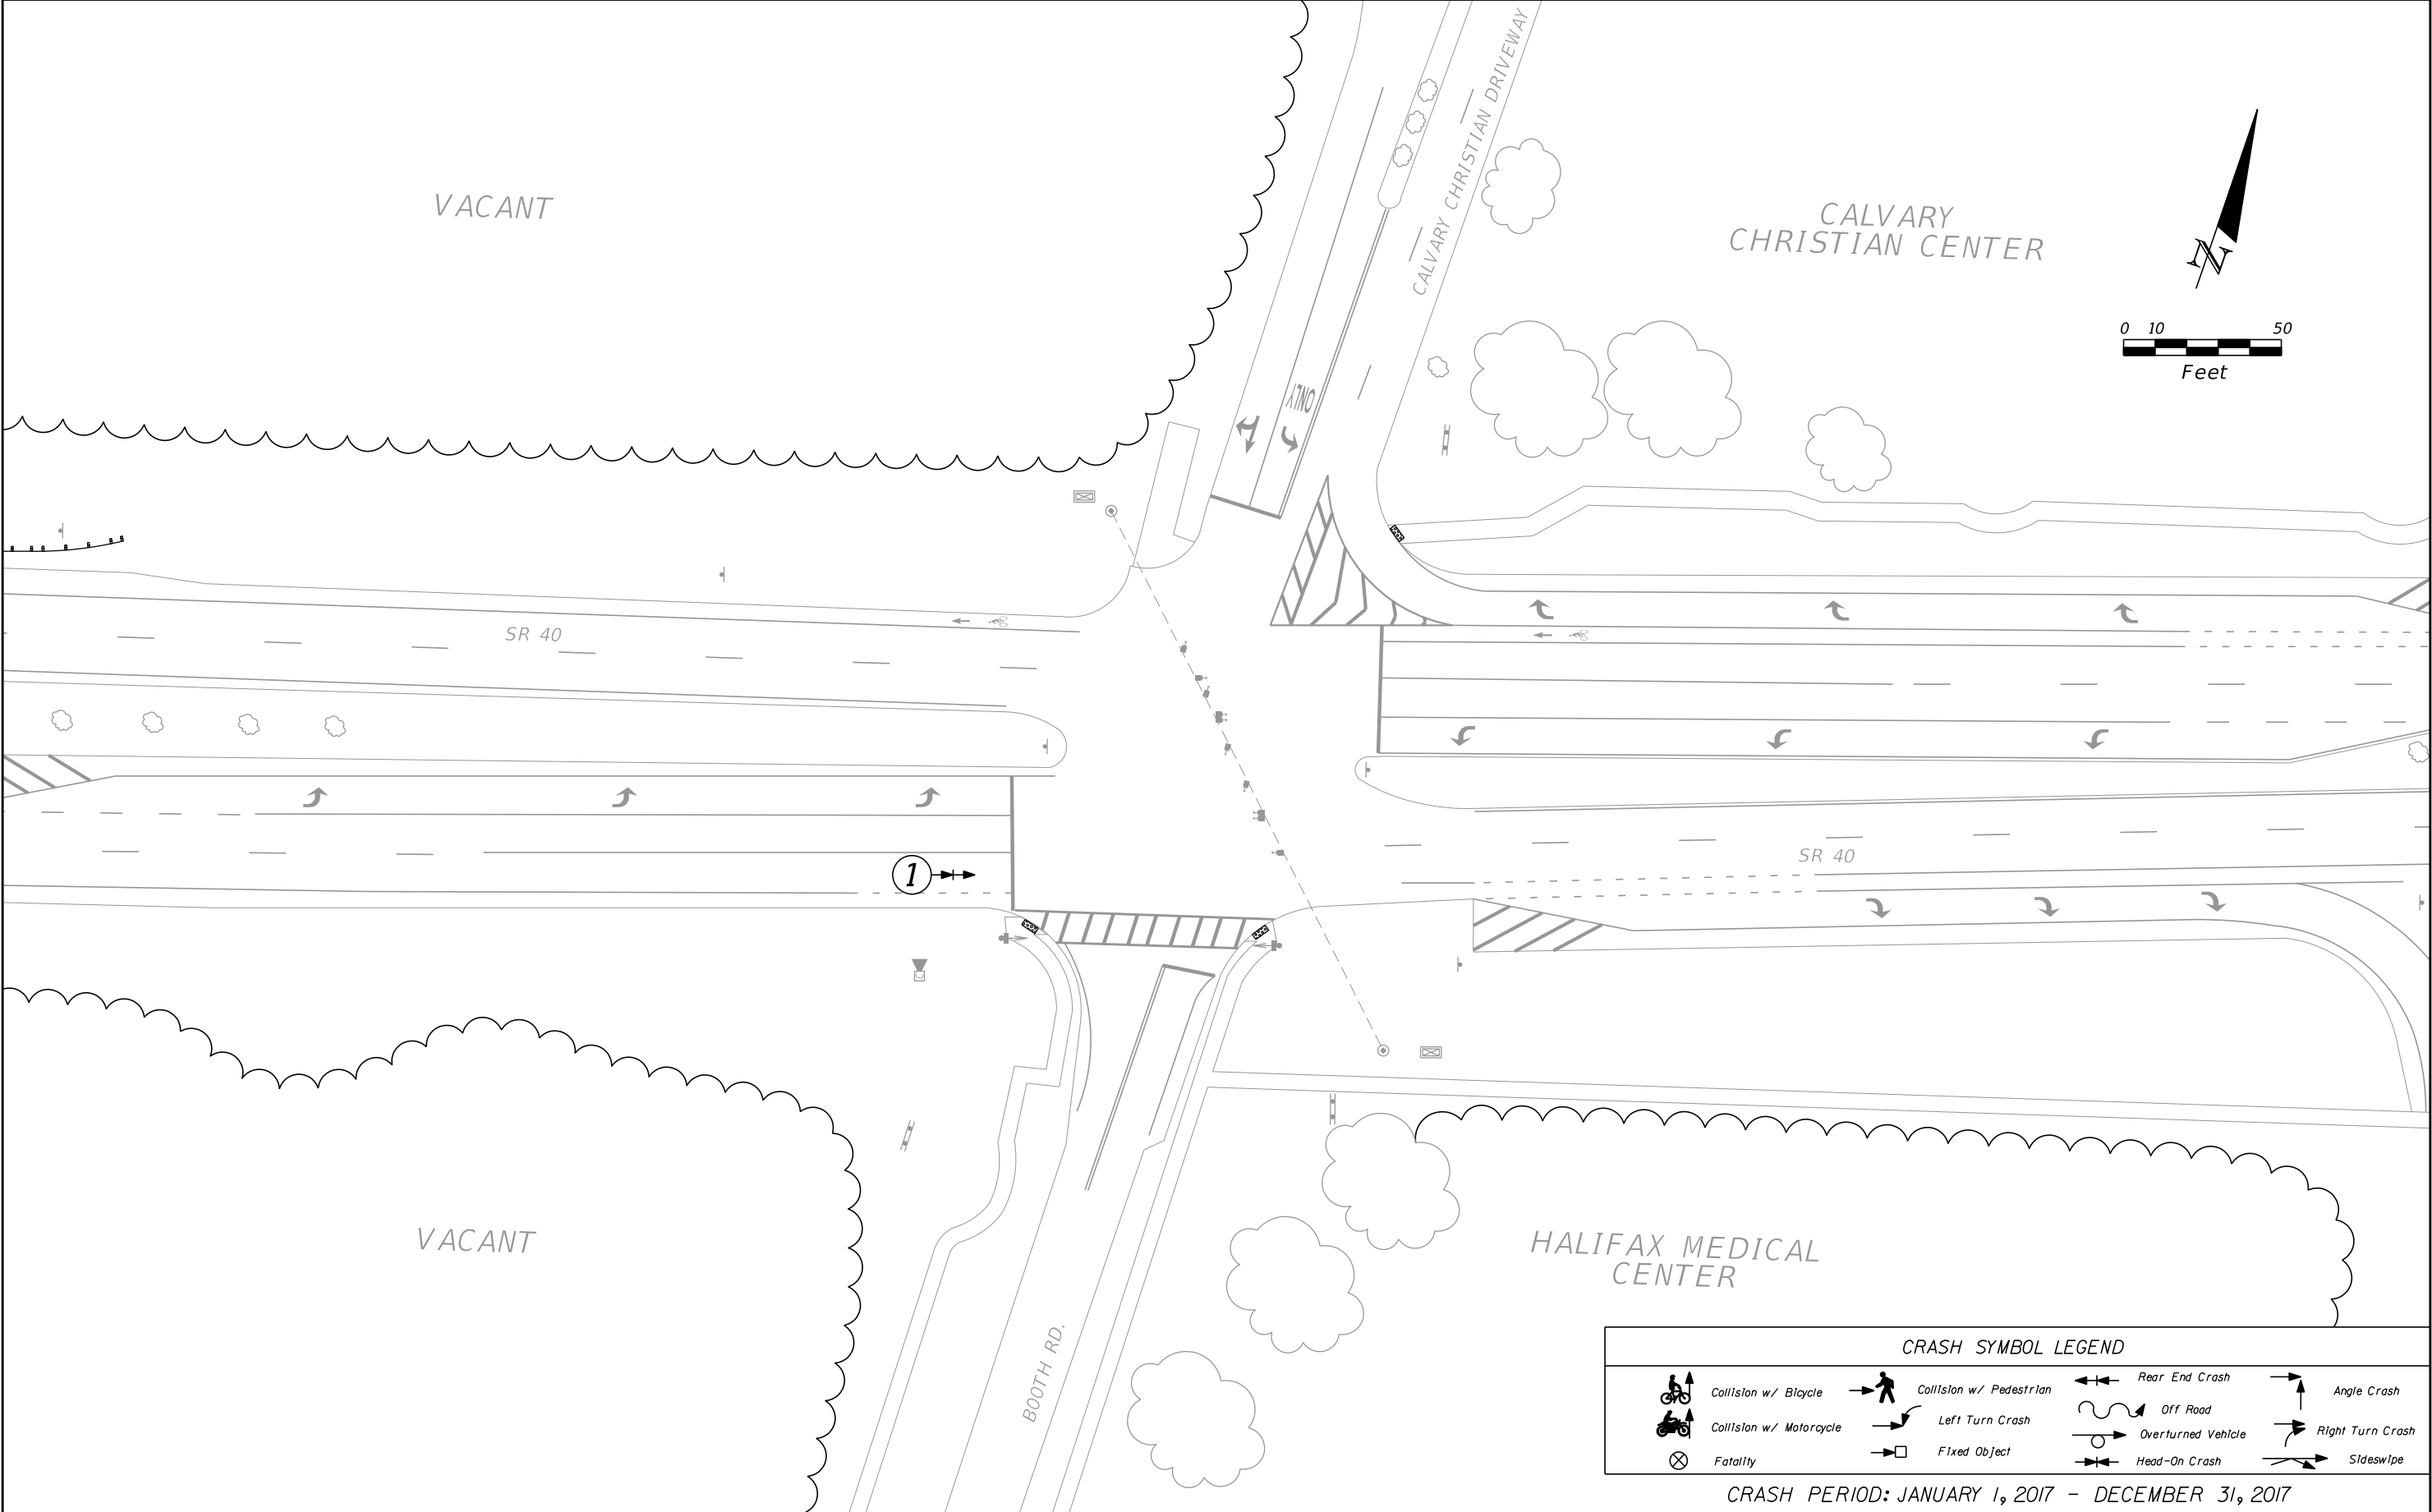 VACANT
CALVARY CHRISTIAN DRIVEWAY
CALVARY
CHRISTIAN CENTER
N
0 10 50
Feet
ONLY
SR 40
SR 40
1
VACANT
BOOTH RD.
HALIFAX MEDICAL
CENTER
CRASH SYMBOL LEGEND
Collision w/ Bicycle
Collision w/ Pedestrian
Rear End Crash
Angle Crash
Collision w/ Motorcycle
Left Turn Crash
Off Road
Right Turn Crash
Overturned Vehicle
Fatality
Fixed Object
Head-On Crash
Sideswipe
CRASH PERIOD: JANUARY 1, 2017 - DECEMBER 31, 2017